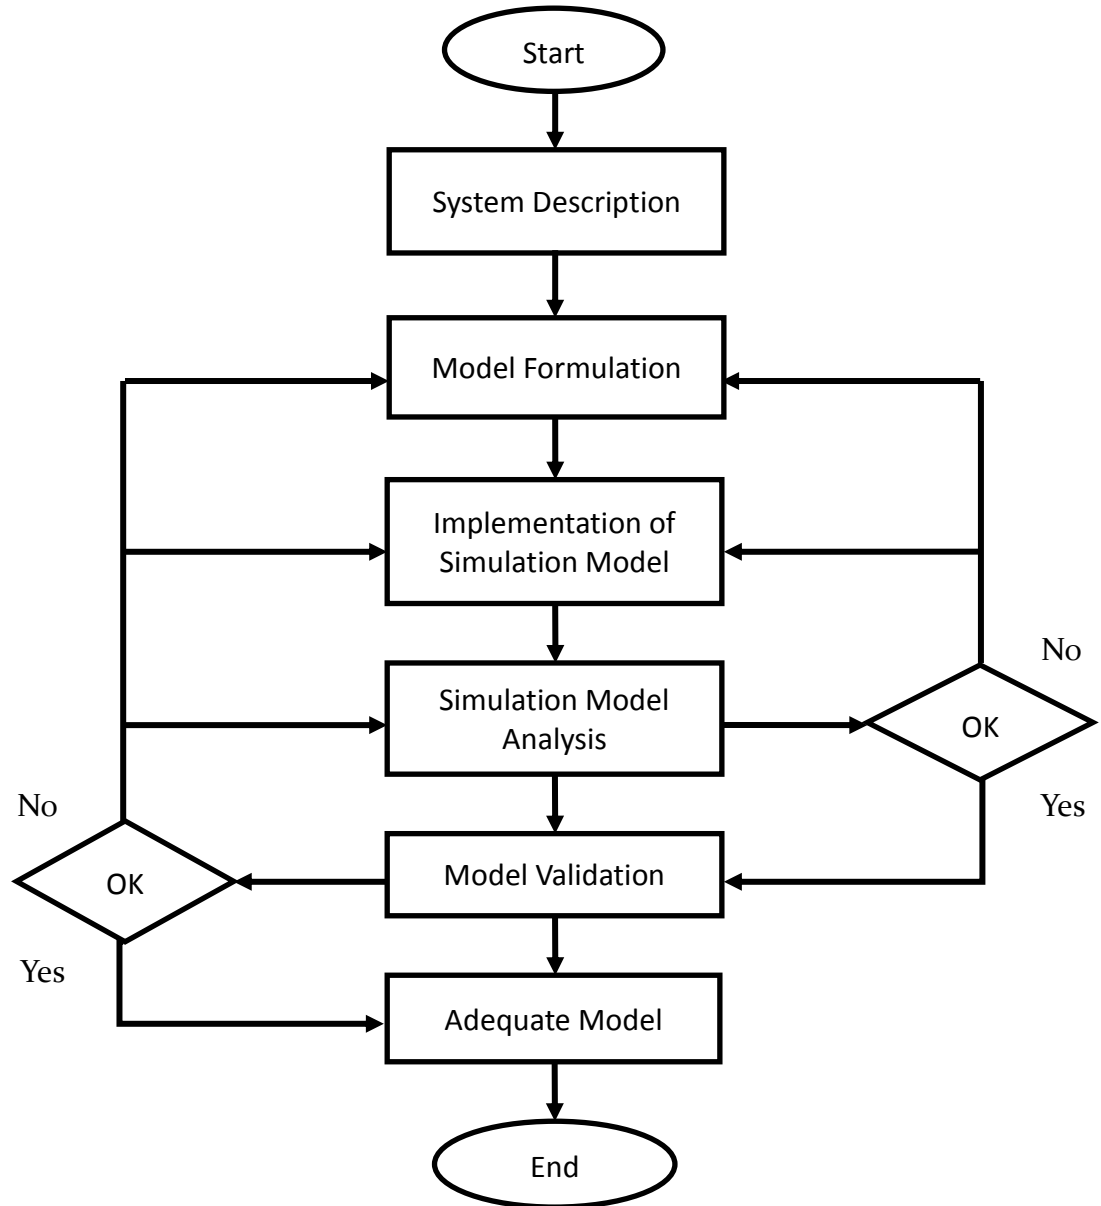 Start
System Description
Model Formulation
Implementation of
Simulation Model
No
Simulation Model
Analysis
OK
No
Yes
Model Validation
OK
Yes
Adequate Model
End